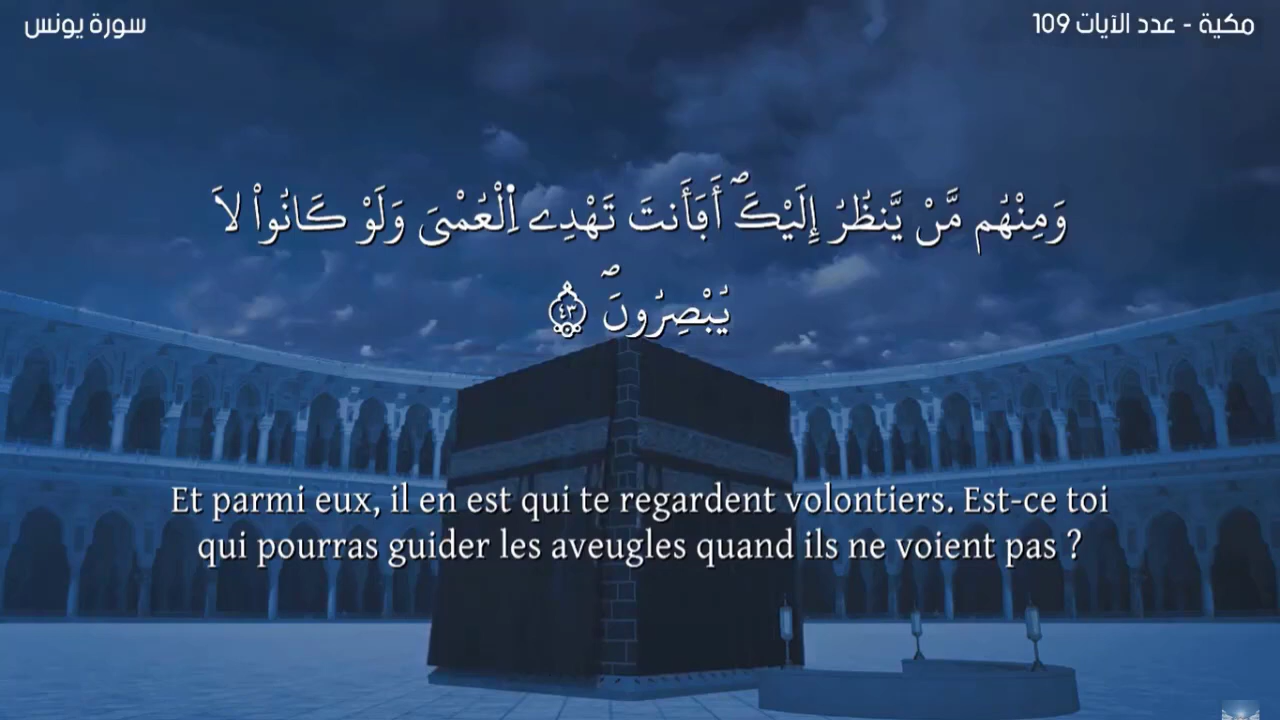 سورة يونس
مكية - عدد الآيات 109
وَمِنْهُم مَّنْ يَّنظُرُ إِلَيْكَۖ أَفَأَنتَ تَهْدِے اِ۬لْعُمْيَ وَلَوْ كَانُواْ لَا
يُبْصِرُونَۖ ٤٣
Et parmi eux, il en est qui te regardent volontiers. Est-ce toi
qui pourras guider les aveugles quand ils ne voient pas ?